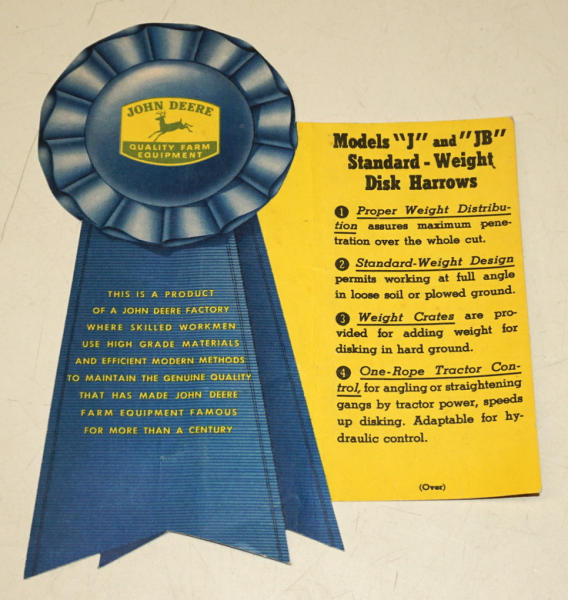 JOHN DEERE
QUALITY FARM
EQUIPMENT
THIS IS A PRODUCT
OF A JOHN DEERE FACTORY
WHERE SKILLED WORKMEN
USE HIGH GRADE MATERIALS
AND EFFICIENT MODERN METHODS
TO MAINTAIN THE GENUINE QUALITY
THAT HAS MADE JOHN DEERE
FARM EQUIPMENT FAMOUS
FOR MORE THAN A CENTURY
Models "J" and "JB"
Standard-Weight
Disk Harrows
1 Proper Weight Distribu-
tion assures maximum pene-
tration over the whole cut.
2 Standard-Weight Design
permits working at full angle
in loose soil or plowed ground.
3 Weight Crates are pro-
vided for adding weight for
disking in hard ground.
4 One-Rope Tractor Con-
trol, for angling or straightening
gangs by tractor power, speeds
up disking. Adaptable for hy-
draulic control.
(Over)